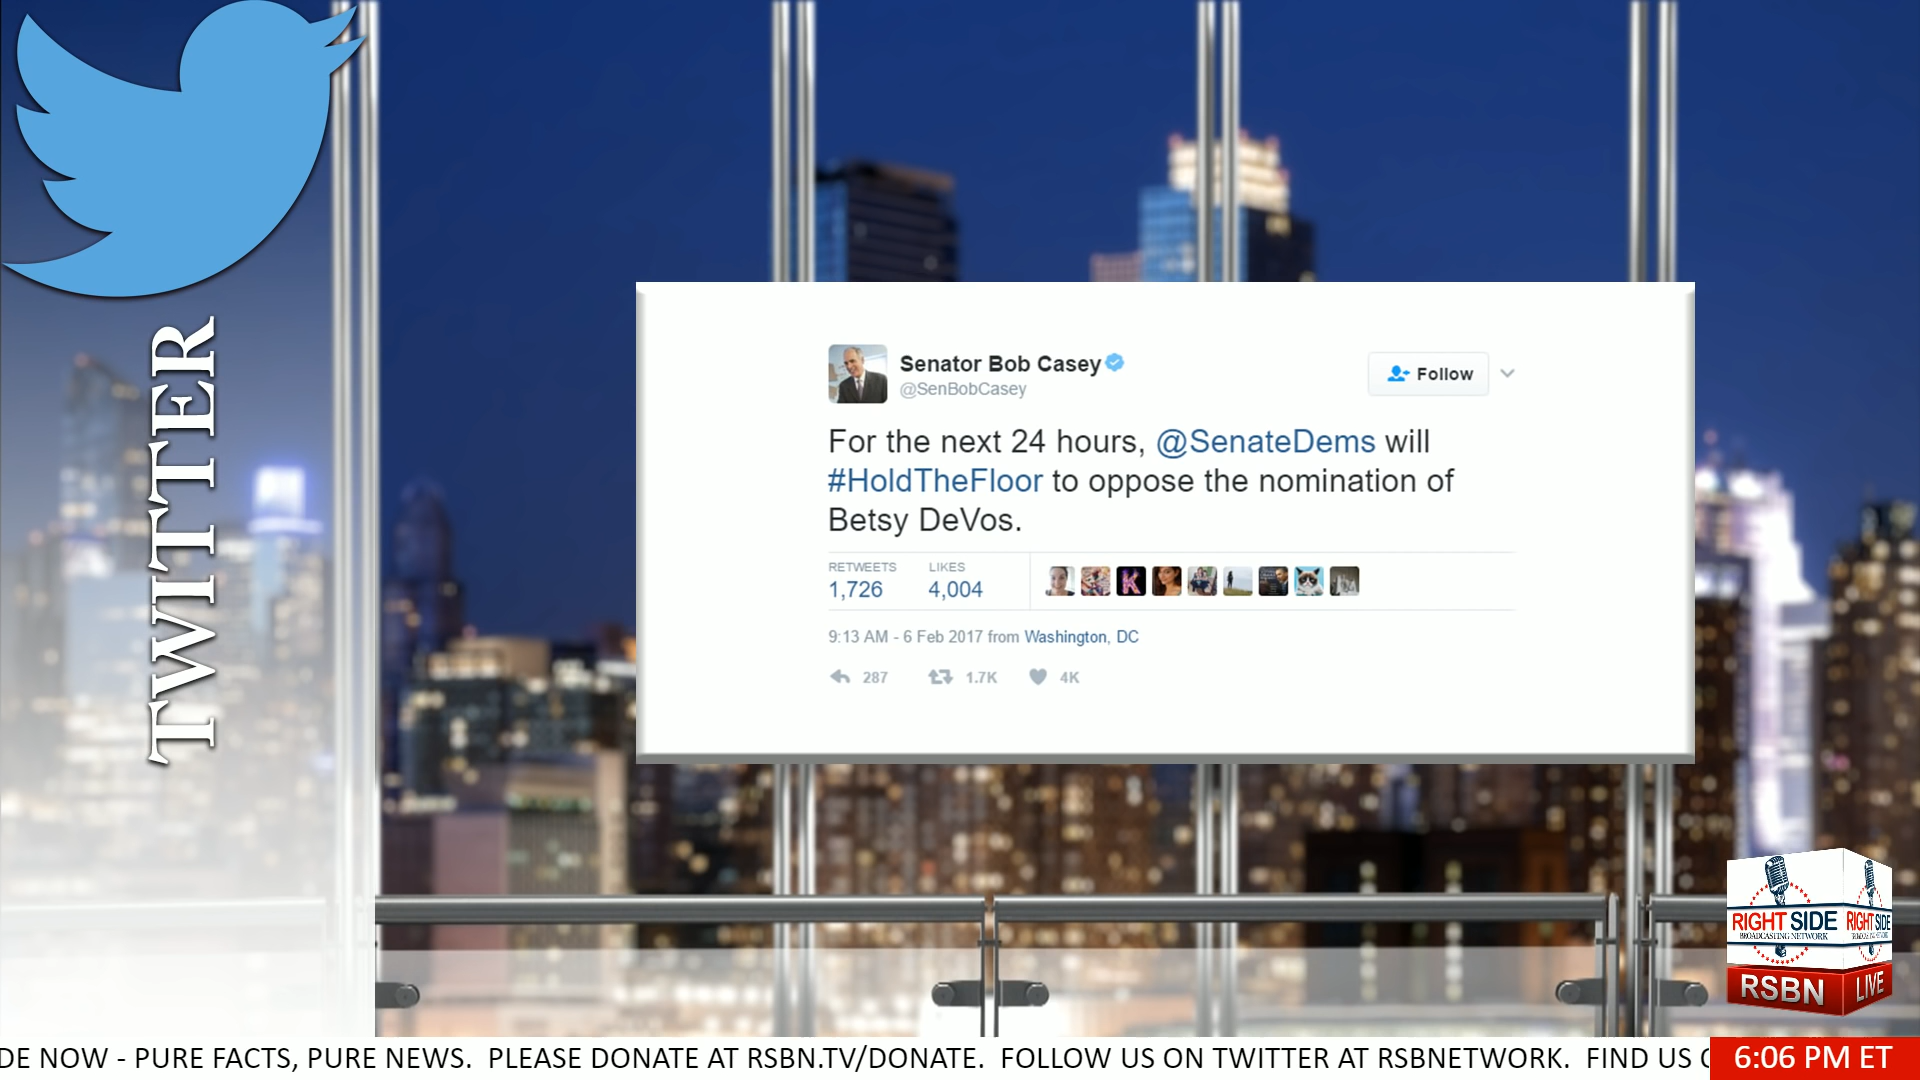 TWITTER
Senator Bob Casey
@SenBobCasey
Follow
For the next 24 hours, @SenateDems will
#HoldTheFloor to oppose the nomination of
Betsy DeVos.
RETWEETS LIKES
1,726 4,004
K
9:13 AM - 6 Feb 2017 from Washington, DC
287 1.7K 4K
RIGHT SIDE
BROADCASTING NETWORK
RSBN
RIGHT SIDE
LIVE
DE NOW - PURE FACTS, PURE NEWS. PLEASE DONATE AT RSBN.TV/DONATE. FOLLOW US ON TWITTER AT RSBNETWORK. FIND US
6:06 PM ET